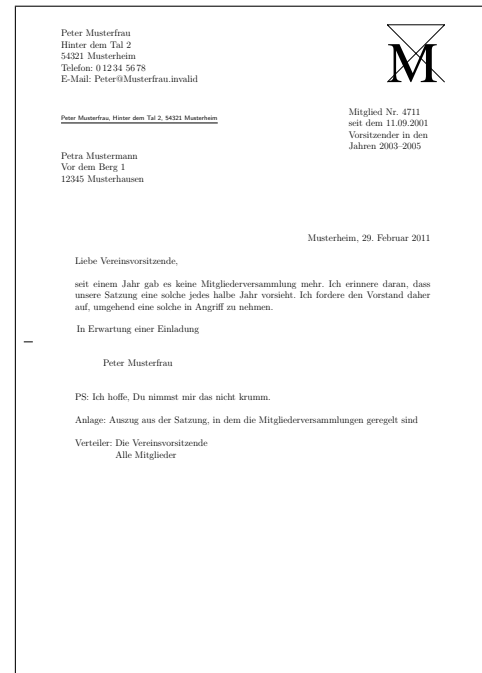 Peter Musterfrau
Hinter dem Tal 2
54321 Musterheim
Telefon: 0 12 34 56 78
E-Mail: Peter@Musterfrau.invalid
M
Peter Musterfrau, Hinter dem Tal 2, 54321 Musterheim
Mitglied Nr. 4711
seit dem 11.09.2001
Vorsitzender in den
Jahren 2003–2005
Petra Mustermann
Vor dem Berg 1
12345 Musterhausen
Musterheim, 29. Februar 2011
Liebe Vereinsvorsitzende,
seit einem Jahr gab es keine Mitgliederversammlung mehr. Ich erinnere daran, dass
unsere Satzung eine solche jedes halbe Jahr vorsieht. Ich fordere den Vorstand daher
auf, umgehend eine solche in Angriff zu nehmen.
In Erwartung einer Einladung
Peter Musterfrau
PS: Ich hoffe, Du nimmst mir das nicht krumm.
Anlage: Auszug aus der Satzung, in dem die Mitgliederversammlungen geregelt sind
Verteiler: Die Vereinsvorsitzende
Alle Mitglieder